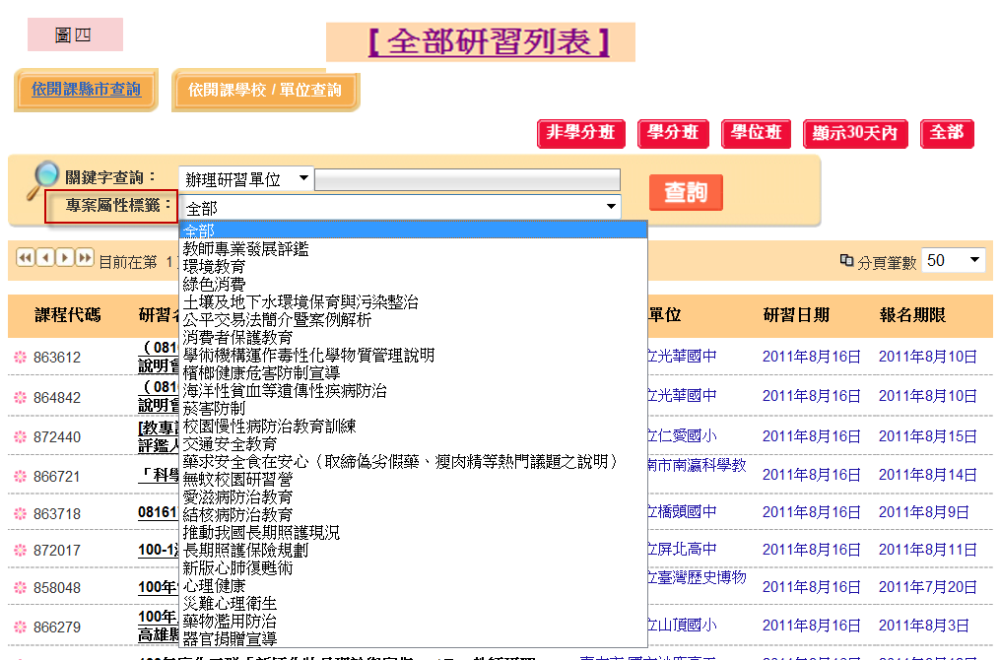 圖四
【 全部研習列表 】
依開課縣市查詢
依開課學校 / 單位查詢
非學分班
學分班
學位班
顯示30天內
全部
關鍵字查詢：
辦理研習單位
查詢
專案屬性標籤：
全部
全部
教師專業發展評鑑
環境教育
綠色消費
土壤及地下水環境保育與污染整治
公平交易法簡介暨案例解析
消費者保護教育
學術機構運作毒性化學物質管理說明
檳榔健康危害防制宣導
海洋性貧血等遺傳性疾病防治
菸害防制
校園慢性病防治教育訓練
交通安全教育
藥求安全食在安心（取締偽劣假藥、瘦肉精等熱門議題之說明）
無蚊校園研習營
愛滋病防治教育
結核病防治教育
推動我國長期照護現況
長期照護保險規劃
新版心肺復甦術
心理健康
災難心理衛生
藥物濫用防治
器官捐贈宣導
目前在第 1
分頁筆數 50
課程代碼 研習 單位 研習日期 報名期限
863612 （081 說明會 立光華國中 2011年8月16日 2011年8月10日
864842 （081 說明會 立光華國中 2011年8月16日 2011年8月10日
872440 [教專 評鑑人 立仁愛國小 2011年8月16日 2011年8月15日
866721 「科學 南市南瀛科學教 2011年8月16日 2011年8月14日
863718 08161 立橋頭國中 2011年8月16日 2011年8月9日
872017 100-1 立屏北高中 2011年8月16日 2011年8月11日
858048 100年 立臺灣歷史博物 2011年8月16日 2011年7月20日
866279 100年 高雄縣 立山頂國小 2011年8月16日 2011年8月3日